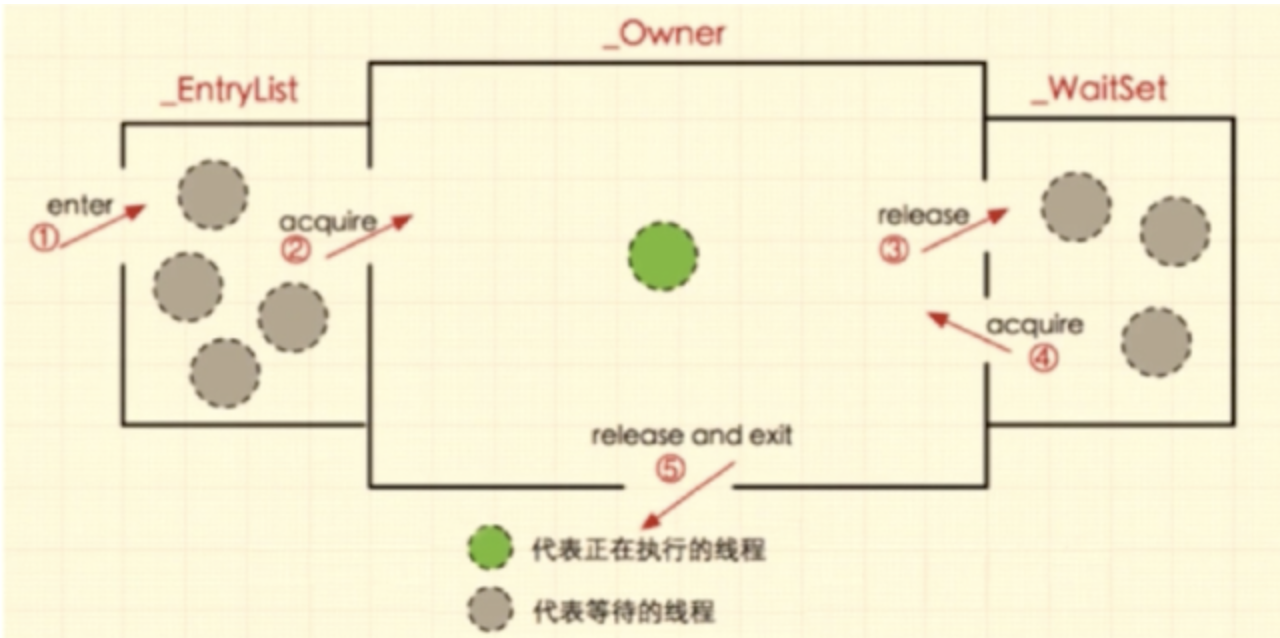 _Owner
_EntryList
_WaitSet
enter
①
acquire
②
release
③
acquire
④
release and exit
⑤
代表正在执行的线程
代表等待的线程